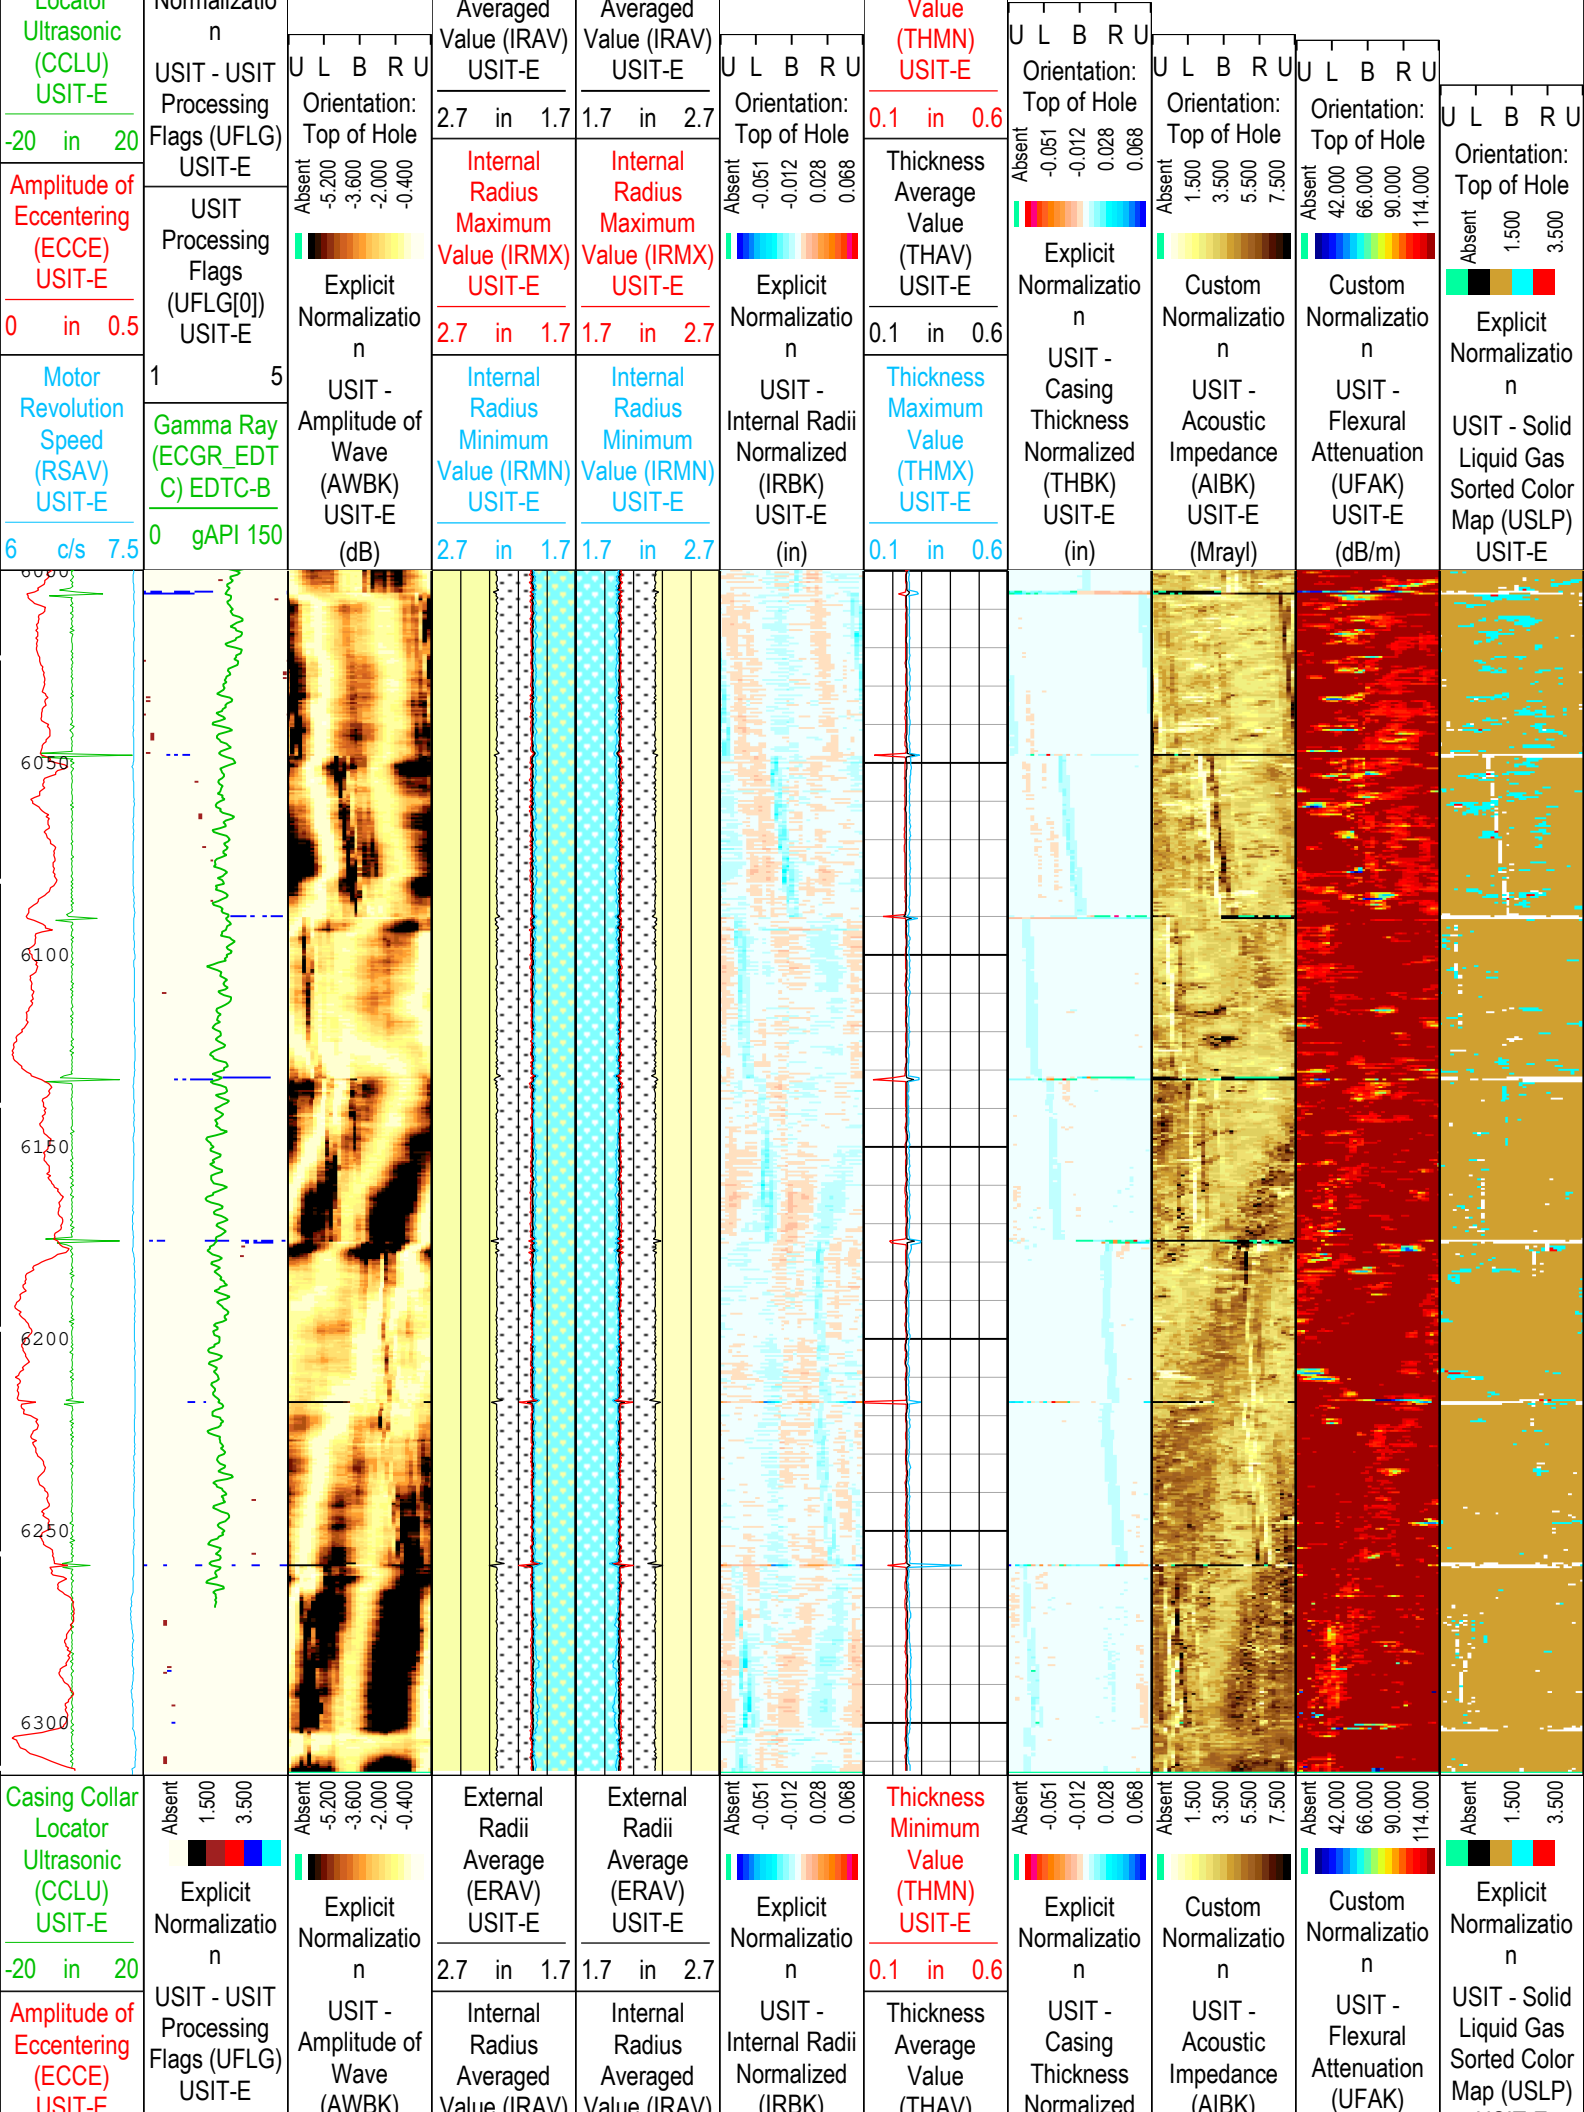 Locator
Ultrasonic
(CCLU)
USIT-E
-20 in 20
Amplitude of
Eccentering
(ECCE)
USIT-E
0 in 0.5
Motor
Revolution
Speed
(RSAV)
USIT-E
6 c/s 7.5
Normalizatio
n
USIT - USIT
Processing
Flags (UFLG)
USIT-E
USIT
Processing
Flags
(UFLG[0])
USIT-E
1 5
Gamma Ray
(ECGR_EDT
C) EDTC-B
0 gAPI 150
U L B R U
Orientation:
Top of Hole
Absent -5.200 -3.600 -2.000 -0.400
Explicit
Normalizatio
n
USIT -
Amplitude of
Wave
(AWBK)
USIT-E
(dB)
Averaged
Value (IRAV)
USIT-E
2.7 in 1.7
Internal
Radius
Maximum
Value (IRMX)
USIT-E
2.7 in 1.7
Internal
Radius
Minimum
Value (IRMN)
USIT-E
2.7 in 1.7
Averaged
Value (IRAV)
USIT-E
1.7 in 2.7
Internal
Radius
Maximum
Value (IRMX)
USIT-E
1.7 in 2.7
Internal
Radius
Minimum
Value (IRMN)
USIT-E
1.7 in 2.7
U L B R U
Orientation:
Top of Hole
Absent -0.051 -0.012 0.028 0.068
Explicit
Normalizatio
n
USIT -
Internal Radii
Normalized
(IRBK)
USIT-E
(in)
Value
(THMN)
USIT-E
0.1 in 0.6
Thickness
Average
Value
(THAV)
USIT-E
0.1 in 0.6
Thickness
Maximum
Value
(THMX)
USIT-E
0.1 in 0.6
U L B R U
Orientation:
Top of Hole
Absent -0.051 -0.012 0.028 0.068
Explicit
Normalizatio
n
USIT -
Casing
Thickness
Normalized
(THBK)
USIT-E
(in)
U L B R U
Orientation:
Top of Hole
Absent 1.500 3.500 5.500 7.500
Custom
Normalizatio
n
USIT -
Acoustic
Impedance
(AIBK)
USIT-E
(Mrayl)
U L B R U
Orientation:
Top of Hole
Absent 42.000 66.000 90.000 114.000
Custom
Normalizatio
n
USIT -
Flexural
Attenuation
(UFAK)
USIT-E
(dB/m)
U L B R U
Orientation:
Top of Hole
Absent 1.500 3.500
Explicit
Normalizatio
n
USIT - Solid
Liquid Gas
Sorted Color
Map (USLP)
USIT-E
6050
6100
6150
6200
6250
6300
Casing Collar
Locator
Ultrasonic
(CCLU)
USIT-E
-20 in 20
Amplitude of
Eccentering
(ECCE)
USIT-E
Absent 1.500 3.500
Explicit
Normalizatio
n
USIT - USIT
Processing
Flags (UFLG)
USIT-E
Absent -5.200 -3.600 -2.000 -0.400
Explicit
Normalizatio
n
USIT -
Amplitude of
Wave
(AWBK)
External
Radii
Average
(ERAV)
USIT-E
2.7 in 1.7
Internal
Radius
Averaged
Value (IRAV)
External
Radii
Average
(ERAV)
USIT-E
1.7 in 2.7
Internal
Radius
Averaged
Value (IRAV)
Absent -0.051 -0.012 0.028 0.068
Explicit
Normalizatio
n
USIT -
Internal Radii
Normalized
(IRBK)
Thickness
Minimum
Value
(THMN)
USIT-E
0.1 in 0.6
Thickness
Average
Value
(THAV)
Absent -0.051 -0.012 0.028 0.068
Explicit
Normalizatio
n
USIT -
Casing
Thickness
Normalized
Absent 1.500 3.500 5.500 7.500
Custom
Normalizatio
n
USIT -
Acoustic
Impedance
(AIBK)
Absent 42.000 66.000 90.000 114.000
Custom
Normalizatio
n
USIT -
Flexural
Attenuation
(UFAK)
Absent 1.500 3.500
Explicit
Normalizatio
n
USIT - Solid
Liquid Gas
Sorted Color
Map (USLP)